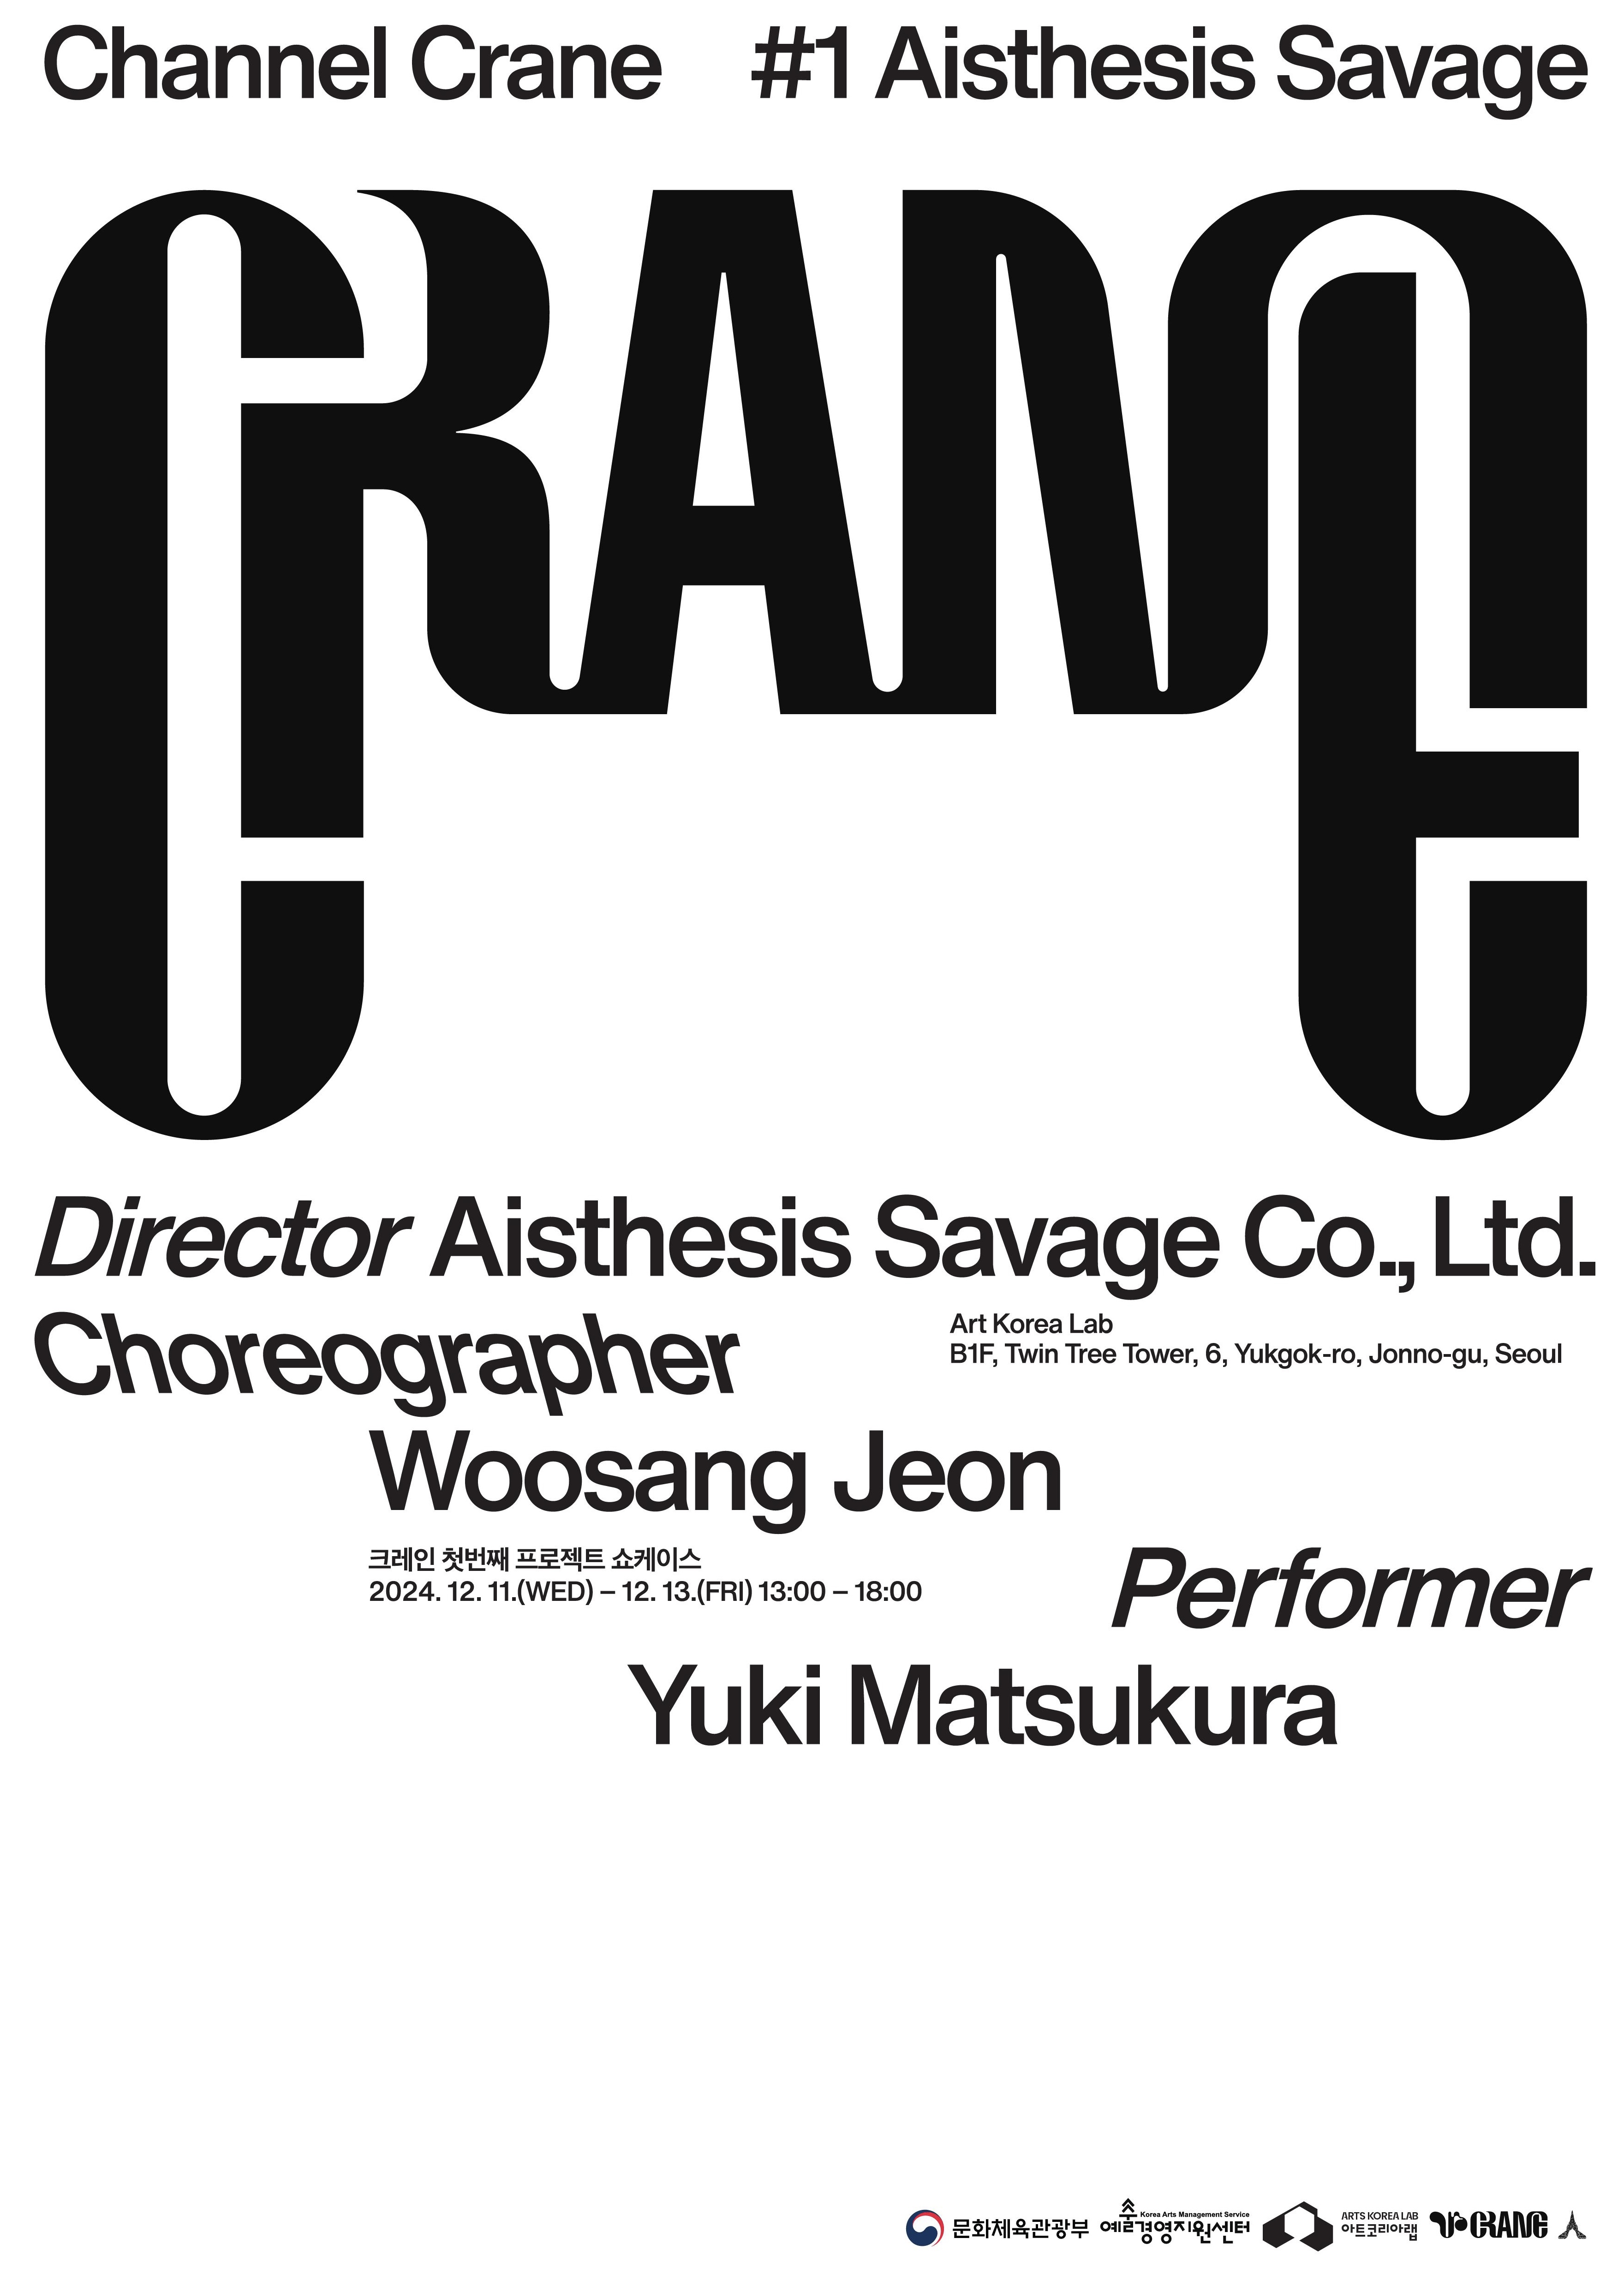 Channel Crane #1 Aisthesis Savage
CRANE
Director Aisthesis Savage Co., Ltd.
Choreographer
Art Korea Lab
B1F, Twin Tree Tower, 6, Yukgok-ro, Jonno-gu, Seoul
Woosang Jeon
크레인 첫번째 프로젝트 쇼케이스
2024. 12. 11.(WED) – 12. 13.(FRI) 13:00 – 18:00
Performer
Yuki Matsukura
문화체육관광부
Korea Arts Management Service
예술경영지원센터
ARTS KOREA LAB
아트코리아랩
CRANE